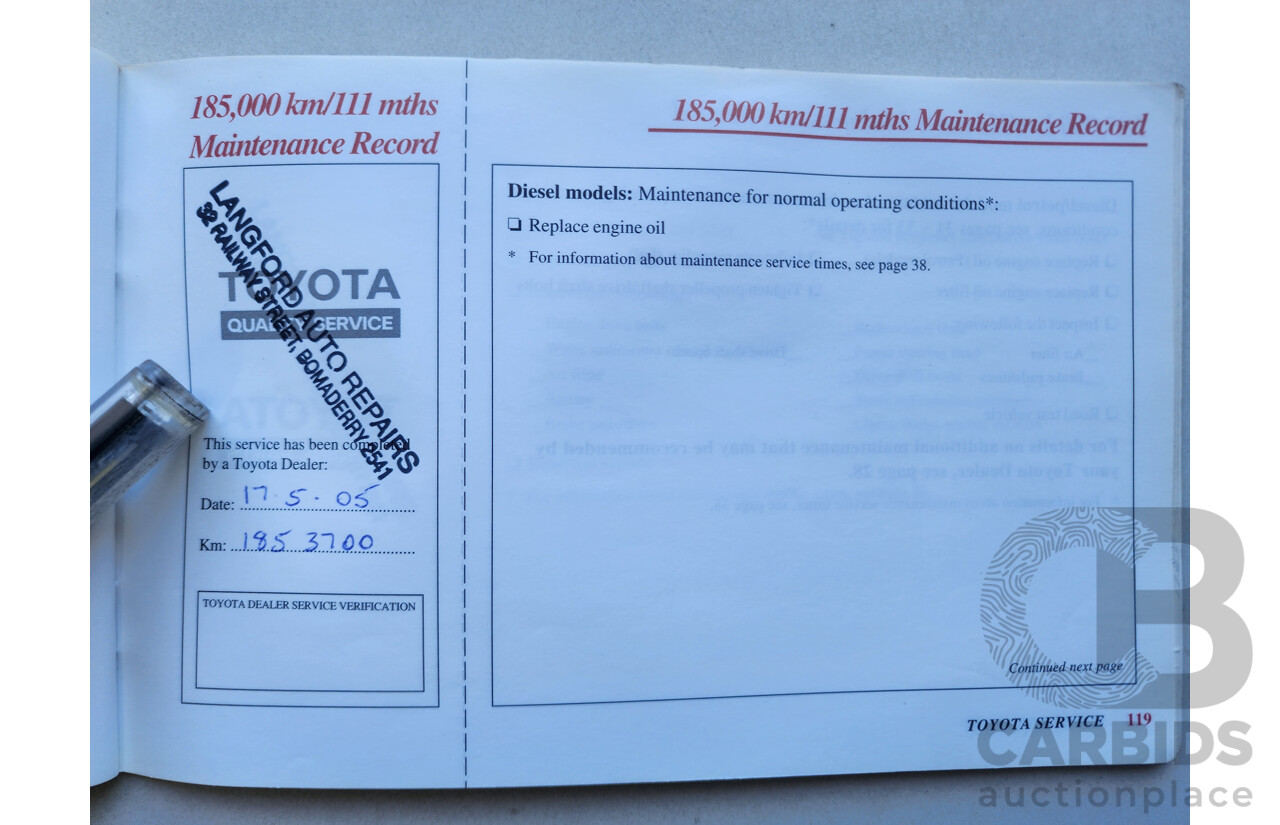 185,000 km/111 mths
Maintenance Record
LANGFORD AUTO REPAIRS
32 RAILWAY STREET, BOMADERRY 2541
TOYOTA
QUALITY SERVICE
This service has been completed
by a Toyota Dealer:
Date: 17.5.05
Km: 185 3700
TOYOTA DEALER SERVICE VERIFICATION
185,000 km/111 mths Maintenance Record
Diesel models: Maintenance for normal operating conditions*:
❏ Replace engine oil
* For information about maintenance service times, see page 38.
Continued next page
TOYOTA SERVICE 119
CB
CARBIDS
auctionplace